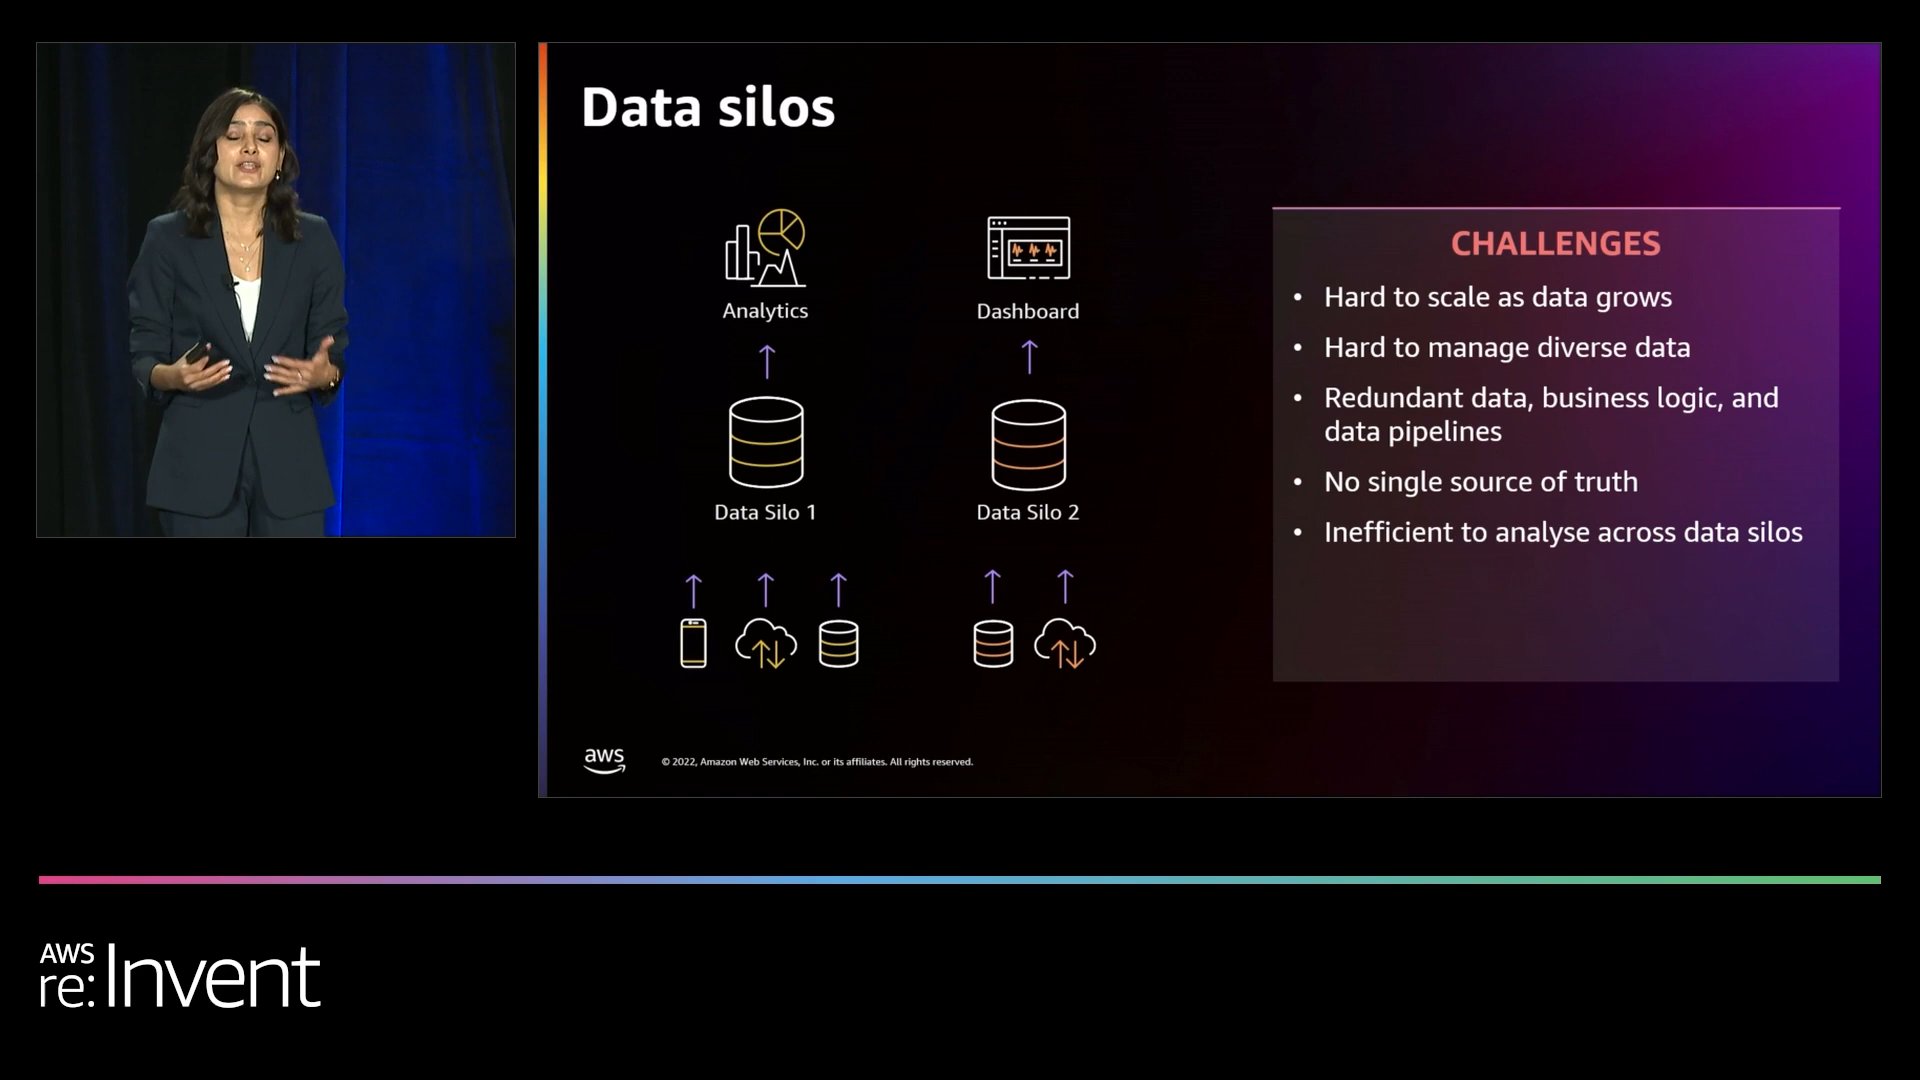 Data silos
Analytics
Dashboard
Data Silo 1
Data Silo 2
CHALLENGES
• Hard to scale as data grows
• Hard to manage diverse data
• Redundant data, business logic, and
data pipelines
• No single source of truth
• Inefficient to analyse across data silos
aws
© 2022, Amazon Web Services, Inc. or its affiliates. All rights reserved.
AWS
re:Invent